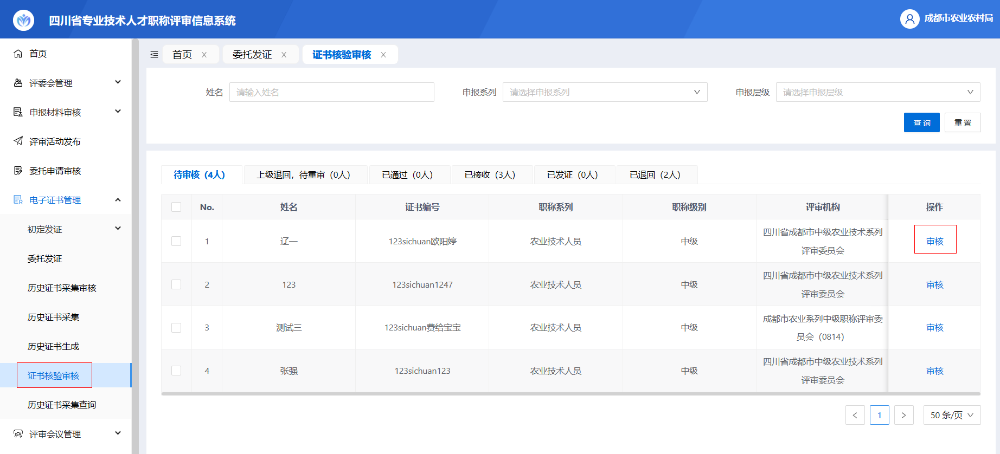 四川省专业技术人才职称评审信息系统
成都市农业农村局
首页
评委会管理
申报材料审核
评审活动发布
委托申请审核
电子证书管理
初定发证
委托发证
历史证书采集审核
历史证书采集
历史证书生成
证书核验审核
历史证书采集查询
评审会议管理
首页 x 委托发证 x 证书核验审核 x
姓名 请输入姓名 申报系列 请选择申报系列 申报层级 请选择申报层级
查询 重置
待审核（4人） 上级退回，待重审（0人） 已通过（0人） 已接收（3人） 已发证（0人） 已退回（2人）
No. 姓名 证书编号 职称系列 职称级别 评审机构 操作
1 辽一 123sichuan欧阳婷 农业技术人员 中级 四川省成都市中级农业技术系列 审核
评审委员会
2 123 123sichuan1247 农业技术人员 中级 四川省成都市中级农业技术系列 审核
评审委员会
3 测试三 123sichuan费给宝宝 农业技术人员 中级 成都市农业系列中级职称评审委 审核
员会（0814）
4 张强 123sichuan123 农业技术人员 中级 四川省成都市中级农业技术系列 审核
评审委员会
< 1 > 50 条/页